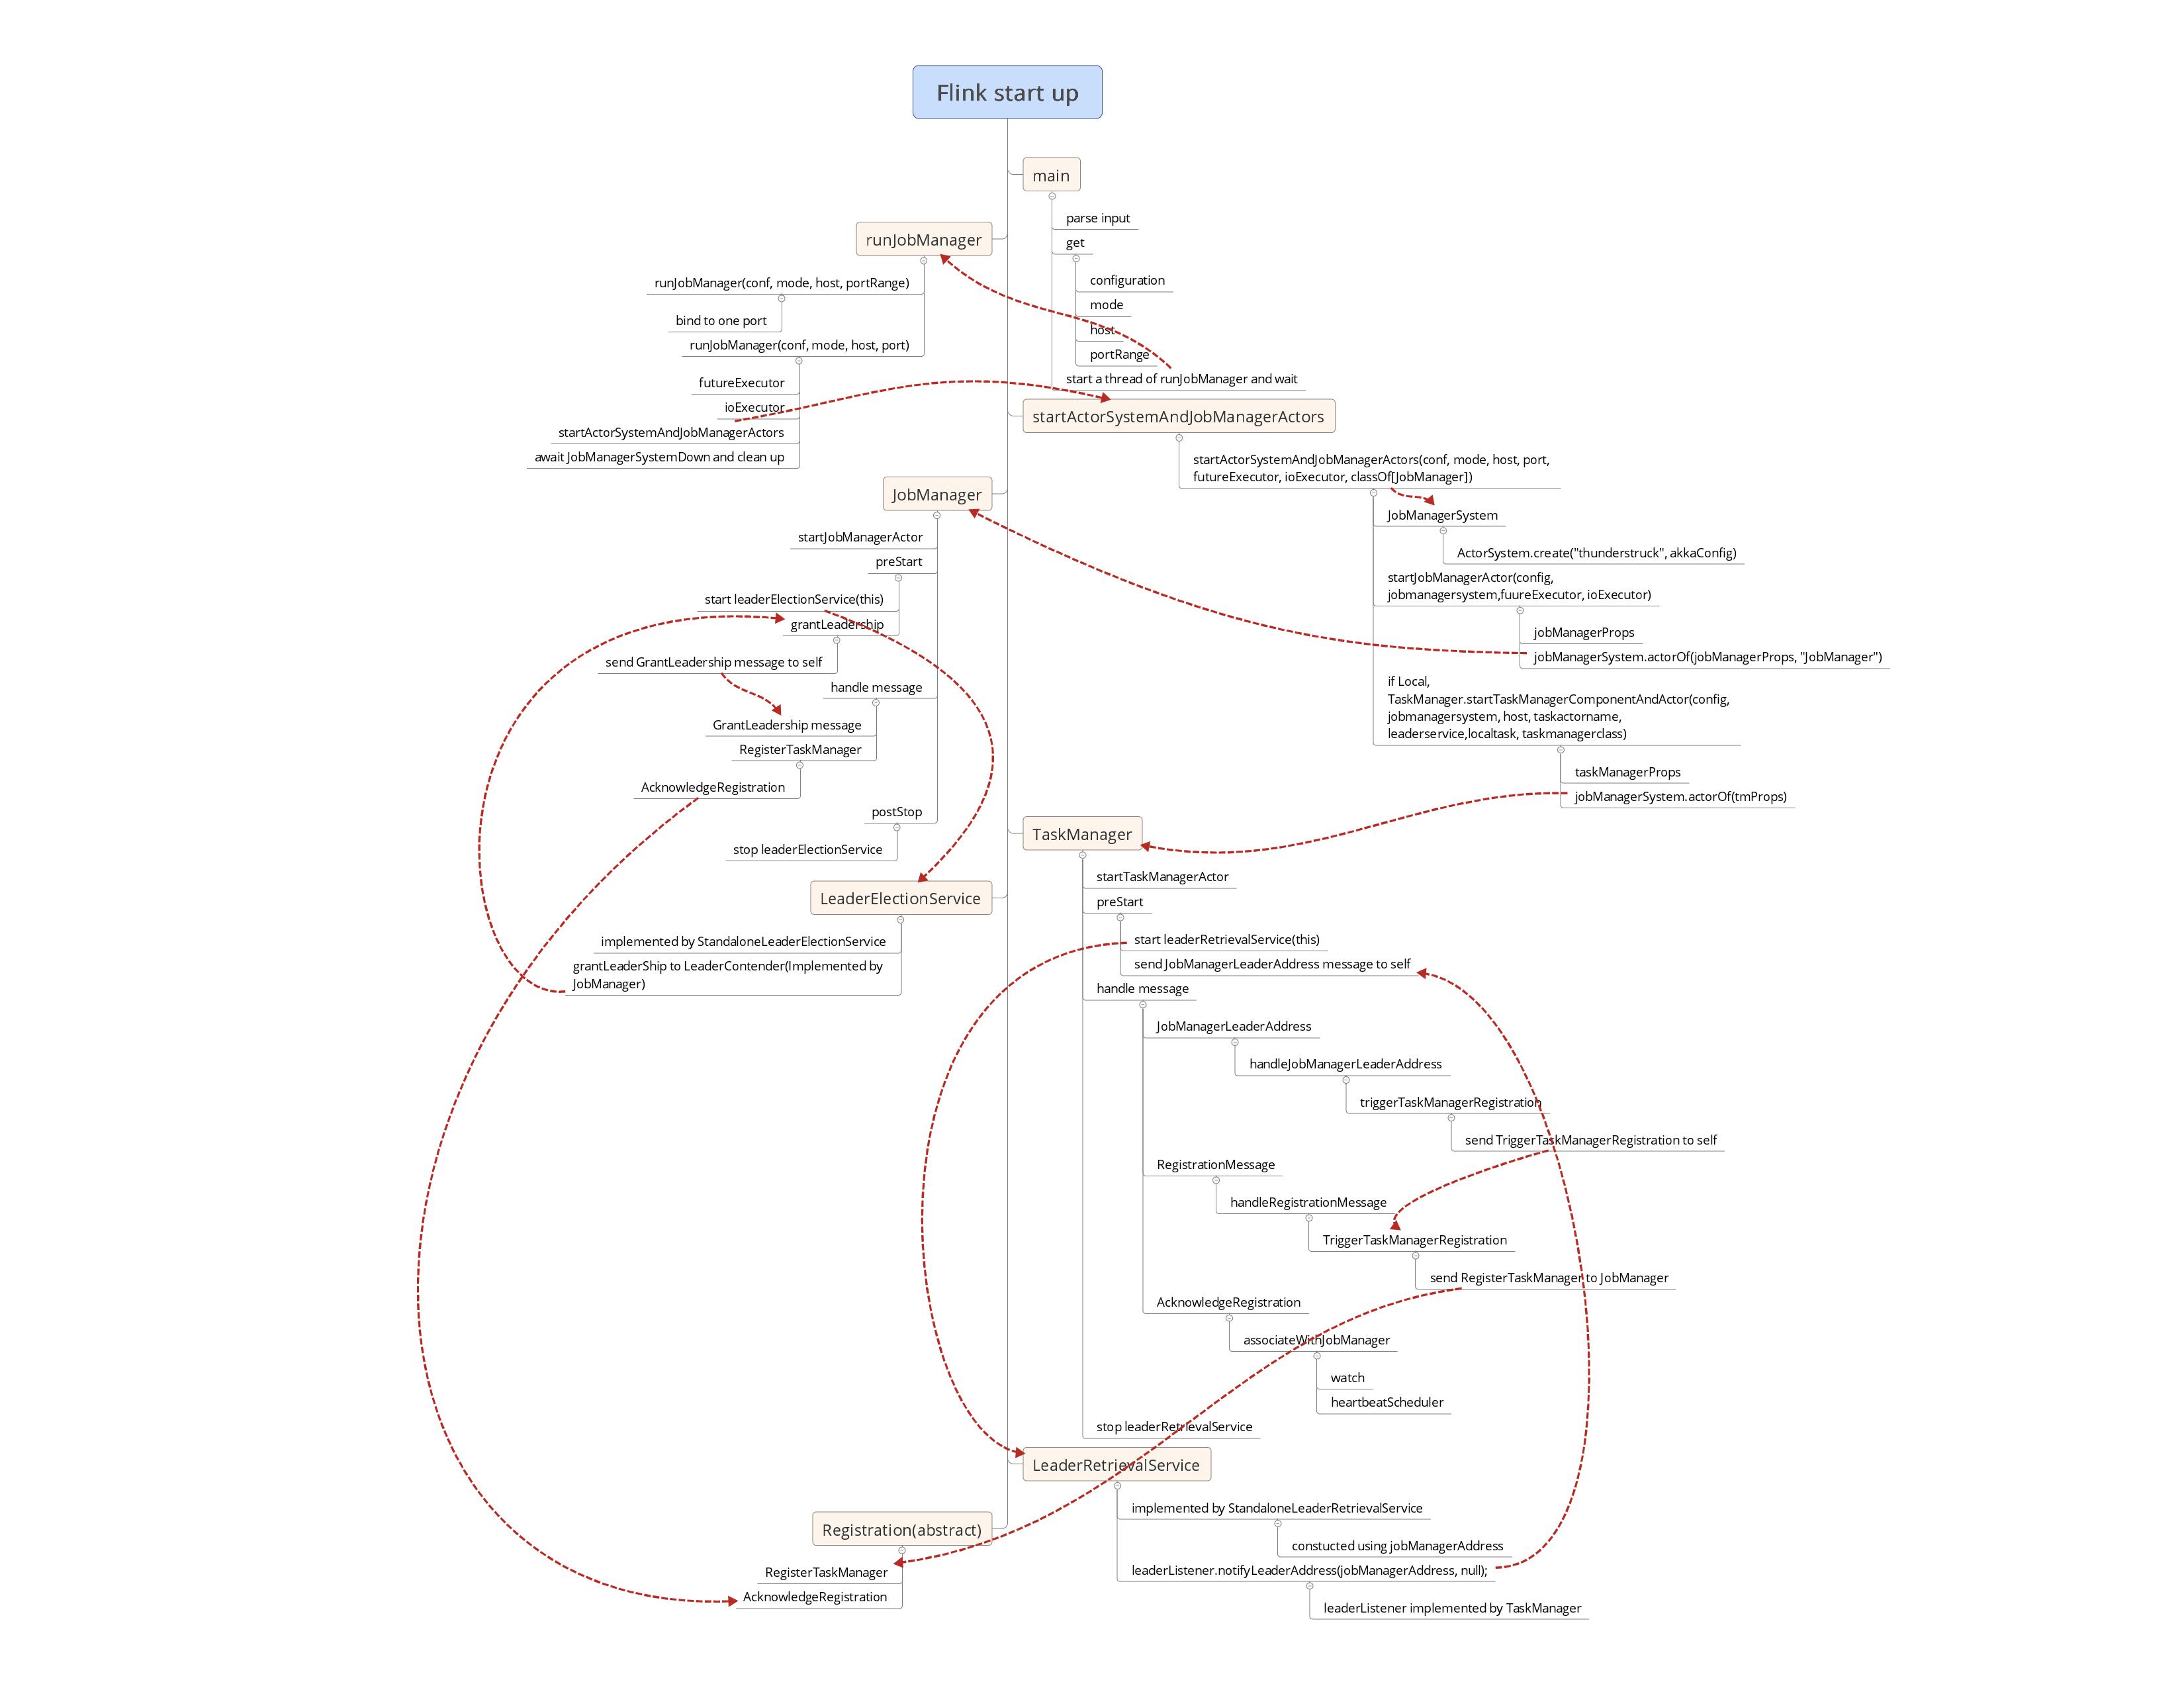 Flink start up
main
parse input
get
configuration
mode
host
portRange
start a thread of runJobManager and wait
runJobManager
runJobManager(conf, mode, host, portRange)
bind to one port
runJobManager(conf, mode, host, port)
futureExecutor
ioExecutor
startActorSystemAndJobManagerActors
await JobManagerSystemDown and clean up
startActorSystemAndJobManagerActors
startActorSystemAndJobManagerActors(conf, mode, host, port,
futureExecutor, ioExecutor, classOf[JobManager])
JobManagerSystem
ActorSystem.create("thunderstruck", akkaConfig)
startJobManagerActor(config,
jobmanagersystem,fuureExecutor, ioExecutor)
jobManagerProps
jobManagerSystem.actorOf(jobManagerProps, "JobManager")
if Local,
TaskManager.startTaskManagerComponentAndActor(config,
jobmanagersystem, host, taskactorname,
leaderservice,localtask, taskmanagerclass)
taskManagerProps
jobManagerSystem.actorOf(tmProps)
JobManager
startJobManagerActor
preStart
start leaderElectionService(this)
grantLeadership
send GrantLeadership message to self
handle message
GrantLeadership message
RegisterTaskManager
AcknowledgeRegistration
postStop
stop leaderElectionService
TaskManager
startTaskManagerActor
preStart
start leaderRetrievalService(this)
send JobManagerLeaderAddress message to self
handle message
JobManagerLeaderAddress
handleJobManagerLeaderAddress
triggerTaskManagerRegistration
send TriggerTaskManagerRegistration to self
RegistrationMessage
handleRegistrationMessage
TriggerTaskManagerRegistration
send RegisterTaskManager to JobManager
AcknowledgeRegistration
associateWithJobManager
watch
heartbeatScheduler
stop leaderRetrievalService
LeaderElectionService
implemented by StandaloneLeaderElectionService
grantLeaderShip to LeaderContender(Implemented by
JobManager)
LeaderRetrievalService
implemented by StandaloneLeaderRetrievalService
constucted using jobManagerAddress
leaderListener.notifyLeaderAddress(jobManagerAddress, null);
leaderListener implemented by TaskManager
Registration(abstract)
RegisterTaskManager
AcknowledgeRegistration